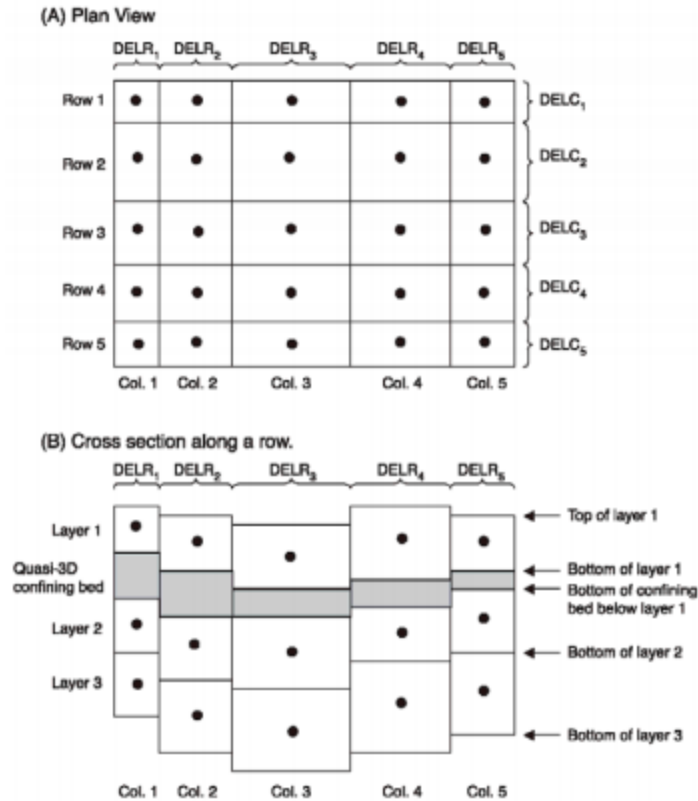 (A) Plan View
DELR1 DELR2 DELR3 DELR4 DELR5
Row 1 DELC1
Row 2 DELC2
Row 3 DELC3
Row 4 DELC4
Row 5 DELC5
Col. 1 Col. 2 Col. 3 Col. 4 Col. 5
(B) Cross section along a row.
DELR1 DELR2 DELR3 DELR4 DELR5
Top of layer 1
Layer 1
Quasi-3D
confining bed
Bottom of layer 1
Bottom of confining
bed below layer 1
Layer 2
Bottom of layer 2
Layer 3
Bottom of layer 3
Col. 1 Col. 2 Col. 3 Col. 4 Col. 5